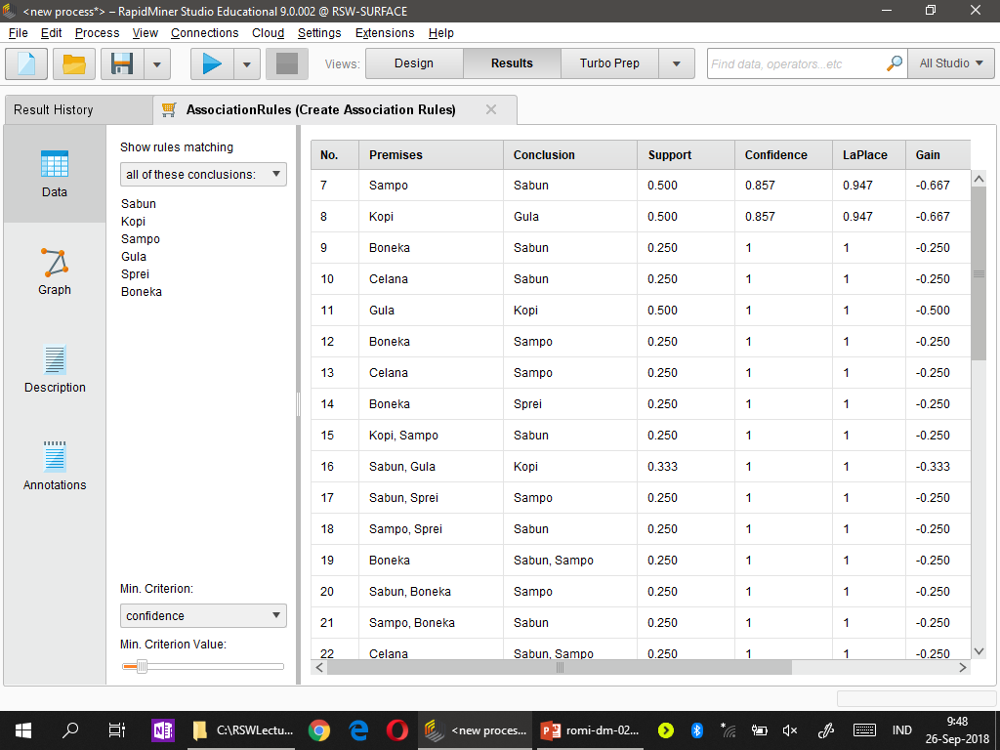 <new process*> – RapidMiner Studio Educational 9.0.002 @ RSW-SURFACE
File Edit Process View Connections Cloud Settings Extensions Help
Views: Design Results Turbo Prep Find data, operators...etc All Studio
Result History AssociationRules (Create Association Rules)
Data
Graph
Description
Annotations
Show rules matching
all of these conclusions:
Sabun
Kopi
Sampo
Gula
Sprei
Boneka
Min. Criterion:
confidence
Min. Criterion Value:
No. Premises Conclusion Support Confidence LaPlace Gain
7 Sampo Sabun 0.500 0.857 0.947 -0.667
8 Kopi Gula 0.500 0.857 0.947 -0.667
9 Boneka Sabun 0.250 1 1 -0.250
10 Celana Sabun 0.250 1 1 -0.250
11 Gula Kopi 0.500 1 1 -0.500
12 Boneka Sampo 0.250 1 1 -0.250
13 Celana Sampo 0.250 1 1 -0.250
14 Boneka Sprei 0.250 1 1 -0.250
15 Kopi, Sampo Sabun 0.250 1 1 -0.250
16 Sabun, Gula Kopi 0.333 1 1 -0.333
17 Sabun, Sprei Sampo 0.250 1 1 -0.250
18 Sampo, Sprei Sabun 0.250 1 1 -0.250
19 Boneka Sabun, Sampo 0.250 1 1 -0.250
20 Sabun, Boneka Sampo 0.250 1 1 -0.250
21 Sampo, Boneka Sabun 0.250 1 1 -0.250
22 Celana Sabun, Sampo 0.250 1 1 -0.250
C:\RSWLectu... <new proces... romi-dm-02... IND 9:48
26-Sep-2018